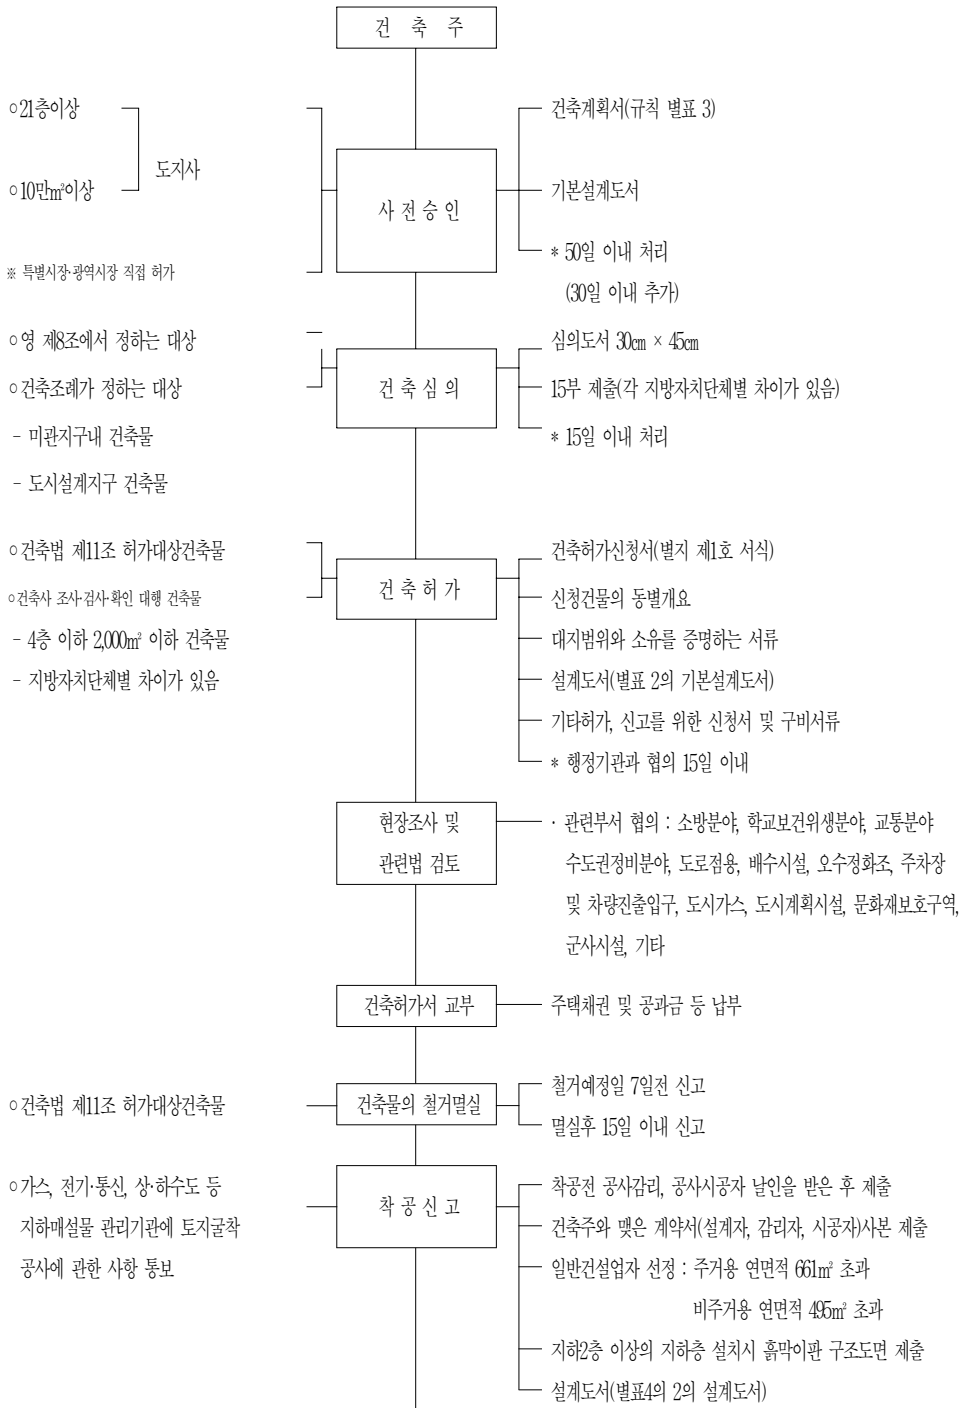 건 축 주
○21층이상
○10만㎡이상
도지사
※ 특별시장·광역시장 직접 허가
사 전 승 인
건축계획서(규칙 별표 3)
기본설계도서
* 50일 이내 처리
(30일 이내 추가)
○영 제8조에서 정하는 대상
○건축조례가 정하는 대상
- 미관지구내 건축물
- 도시설계지구 건축물
건 축 심 의
심의도서 30㎝ × 45㎝
15부 제출(각 지방자치단체별 차이가 있음)
* 15일 이내 처리
○건축법 제11조 허가대상건축물
○건축사 조사·검사·확인 대행 건축물
- 4층 이하 2,000㎡ 이하 건축물
- 지방자치단체별 차이가 있음
건 축 허 가
건축허가신청서(별지 제1호 서식)
신청건물의 동별개요
대지범위와 소유를 증명하는 서류
설계도서(별표 2의 기본설계도서)
기타허가, 신고를 위한 신청서 및 구비서류
* 행정기관과 협의 15일 이내
현장조사 및
관련법 검토
· 관련부서 협의 : 소방분야, 학교보건위생분야, 교통분야
수도권정비분야, 도로점용, 배수시설, 오수정화조, 주차장
및 차량진출입구, 도시가스, 도시계획시설, 문화재보호구역,
군사시설, 기타
건축허가서 교부
주택채권 및 공과금 등 납부
○건축법 제11조 허가대상건축물
건축물의 철거멸실
철거예정일 7일전 신고
멸실후 15일 이내 신고
○가스, 전기·통신, 상·하수도 등
지하매설물 관리기관에 토지굴착
공사에 관한 사항 통보
착 공 신 고
착공전 공사감리, 공사시공자 날인을 받은 후 제출
건축주와 맺은 계약서(설계자, 감리자, 시공자)사본 제출
일반건설업자 선정 : 주거용 연면적 661㎡ 초과
비주거용 연면적 495㎡ 초과
지하2층 이상의 지하층 설치시 흙막이판 구조도면 제출
설계도서(별표4의 2의 설계도서)